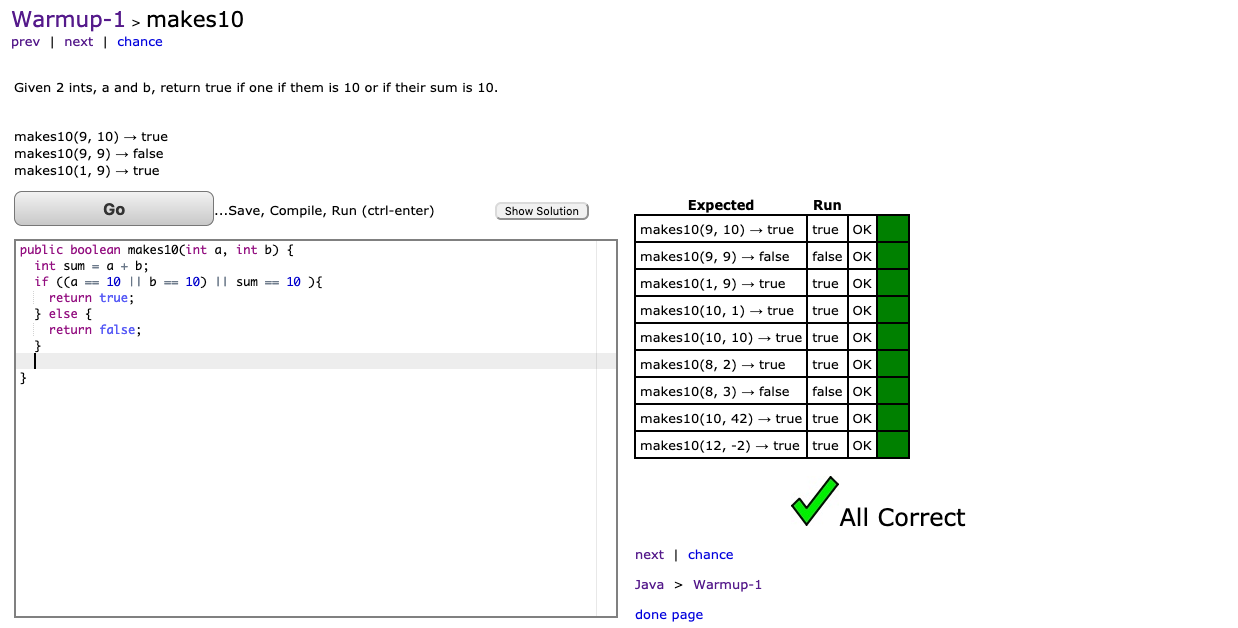 Warmup-1 > makes10
prev | next | chance
Given 2 ints, a and b, return true if one if them is 10 or if their sum is 10.
makes10(9, 10) → true
makes10(9, 9) → false
makes10(1, 9) → true
Go ...Save, Compile, Run (ctrl-enter) Show Solution
public boolean makes10(int a, int b) {
  int sum = a + b;
  if ((a == 10 || b == 10) || sum == 10 ){
    return true;
  } else {
    return false;
  }
}
Expected Run
makes10(9, 10) → true true OK
makes10(9, 9) → false false OK
makes10(1, 9) → true true OK
makes10(10, 1) → true true OK
makes10(10, 10) → true true OK
makes10(8, 2) → true true OK
makes10(8, 3) → false false OK
makes10(10, 42) → true true OK
makes10(12, -2) → true true OK
All Correct
next | chance
Java > Warmup-1
done page